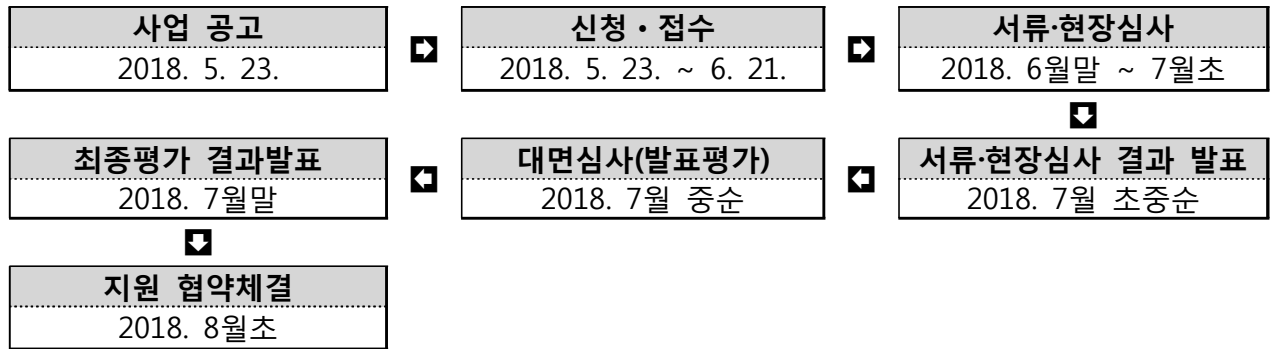 사업 공고
2018. 5. 23.
신청・접수
2018. 5. 23. ~ 6. 21.
서류·현장심사
2018. 6월말 ~ 7월초
서류·현장심사 결과 발표
2018. 7월 초중순
대면심사(발표평가)
2018. 7월 중순
최종평가 결과발표
2018. 7월말
지원 협약체결
2018. 8월초